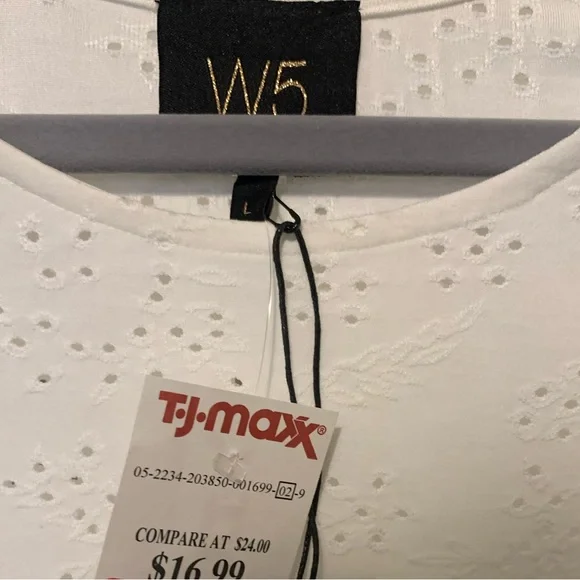 W5
L
T·J·maxx®
05-2234-203850-001699-02-9
COMPARE AT $24.00
$16.99